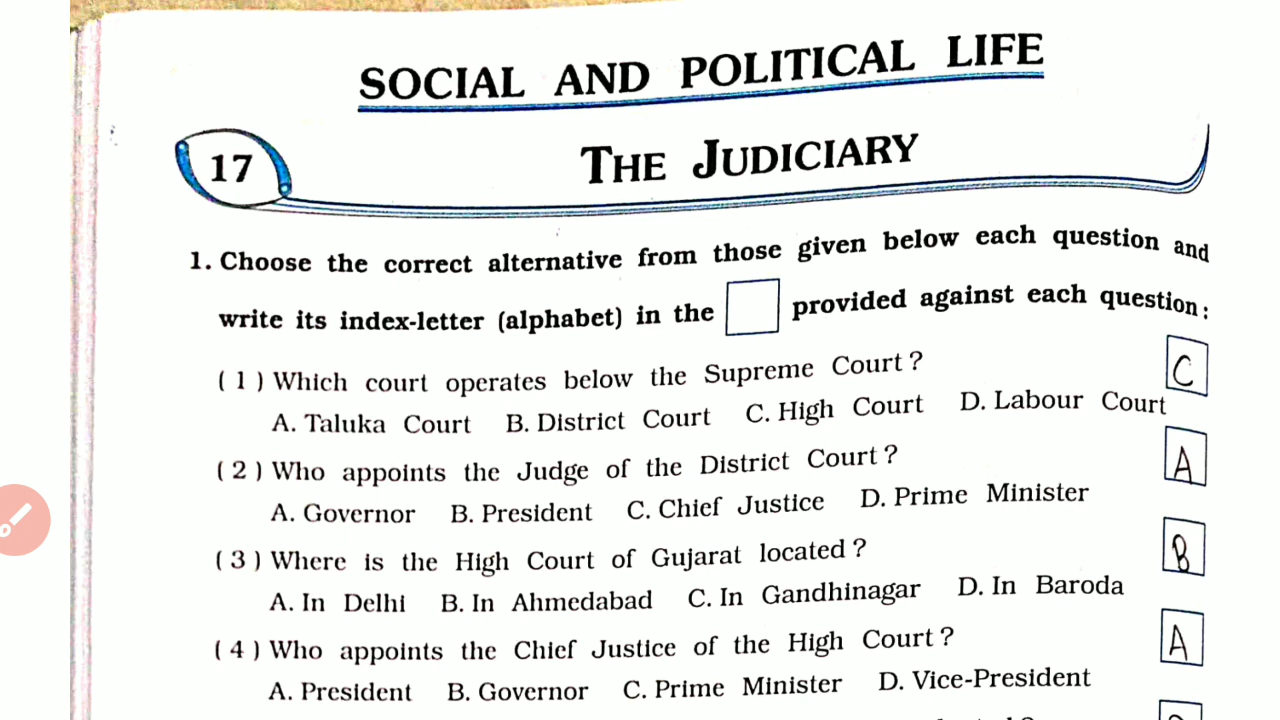 SOCIAL AND POLITICAL LIFE
17
THE JUDICIARY
1. Choose the correct alternative from those given below each question and
write its index-letter (alphabet) in the provided against each question :
( 1 ) Which court operates below the Supreme Court ? C
A. Taluka Court B. District Court C. High Court D. Labour Court
( 2 ) Who appoints the Judge of the District Court ? A
A. Governor B. President C. Chief Justice D. Prime Minister
( 3 ) Where is the High Court of Gujarat located ? B
A. In Delhi B. In Ahmedabad C. In Gandhinagar D. In Baroda
( 4 ) Who appoints the Chief Justice of the High Court ? A
A. President B. Governor C. Prime Minister D. Vice-President